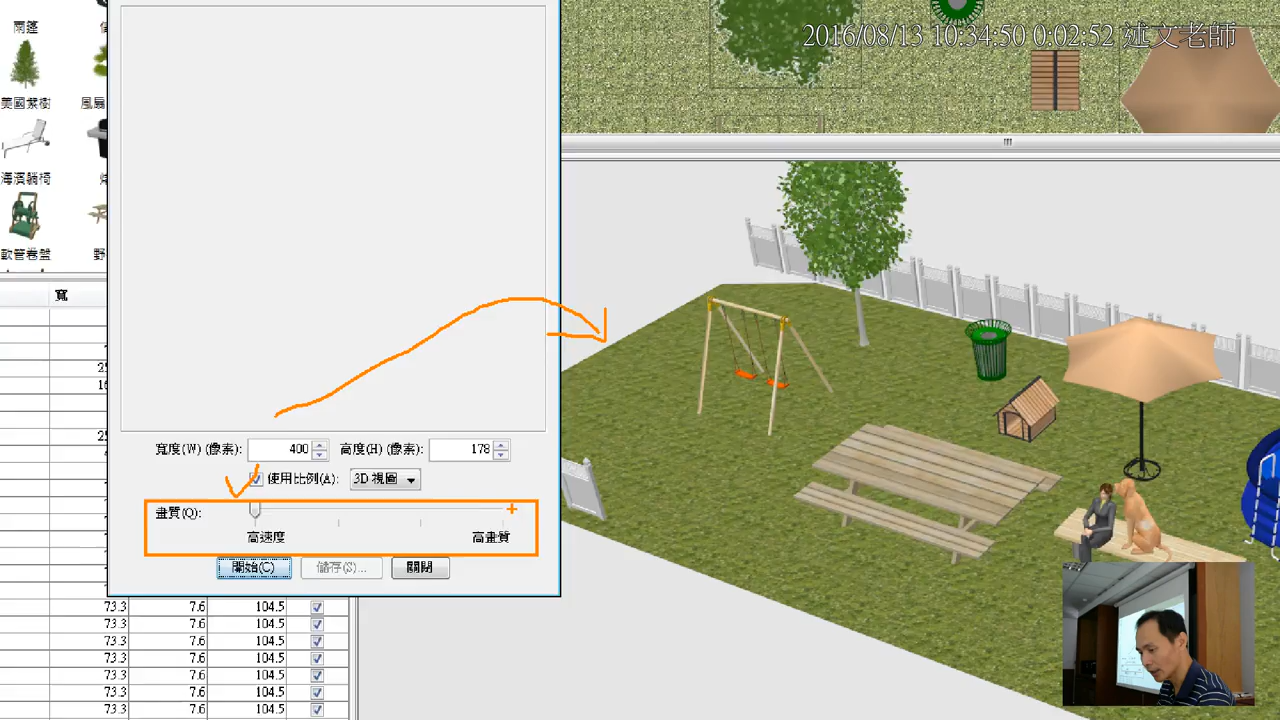 雨篷
2016/08/13 10:34:50 0:02:52 述文老師
美國紫樹
海濱躺椅
軟管卷盤
野
寬
寬度(W) (像素): 400 高度(H) (像素): 178
使用比例(A): 3D 視圖
畫質(Q):
高速度 高畫質
開始(C) 儲存(S)... 關閉
73.3 7.6 104.5
73.3 7.6 104.5
73.3 7.6 104.5
73.3 7.6 104.5
73.3 7.6 104.5
73.3 7.6 104.5
73.3 7.6 104.5